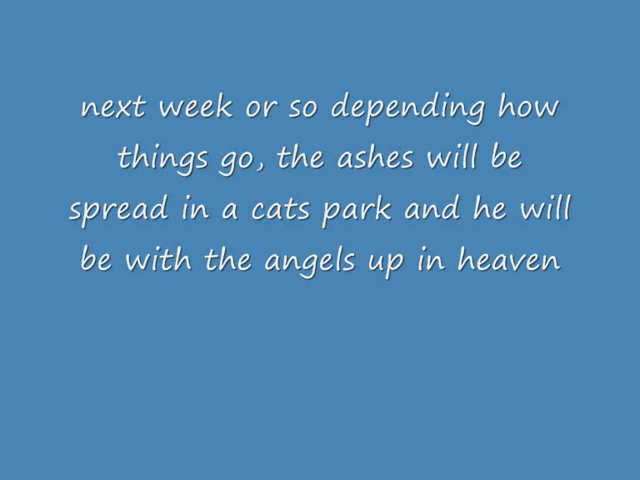 next week or so depending how
things go, the ashes will be
spread in a cats park and he will
be with the angels up in heaven